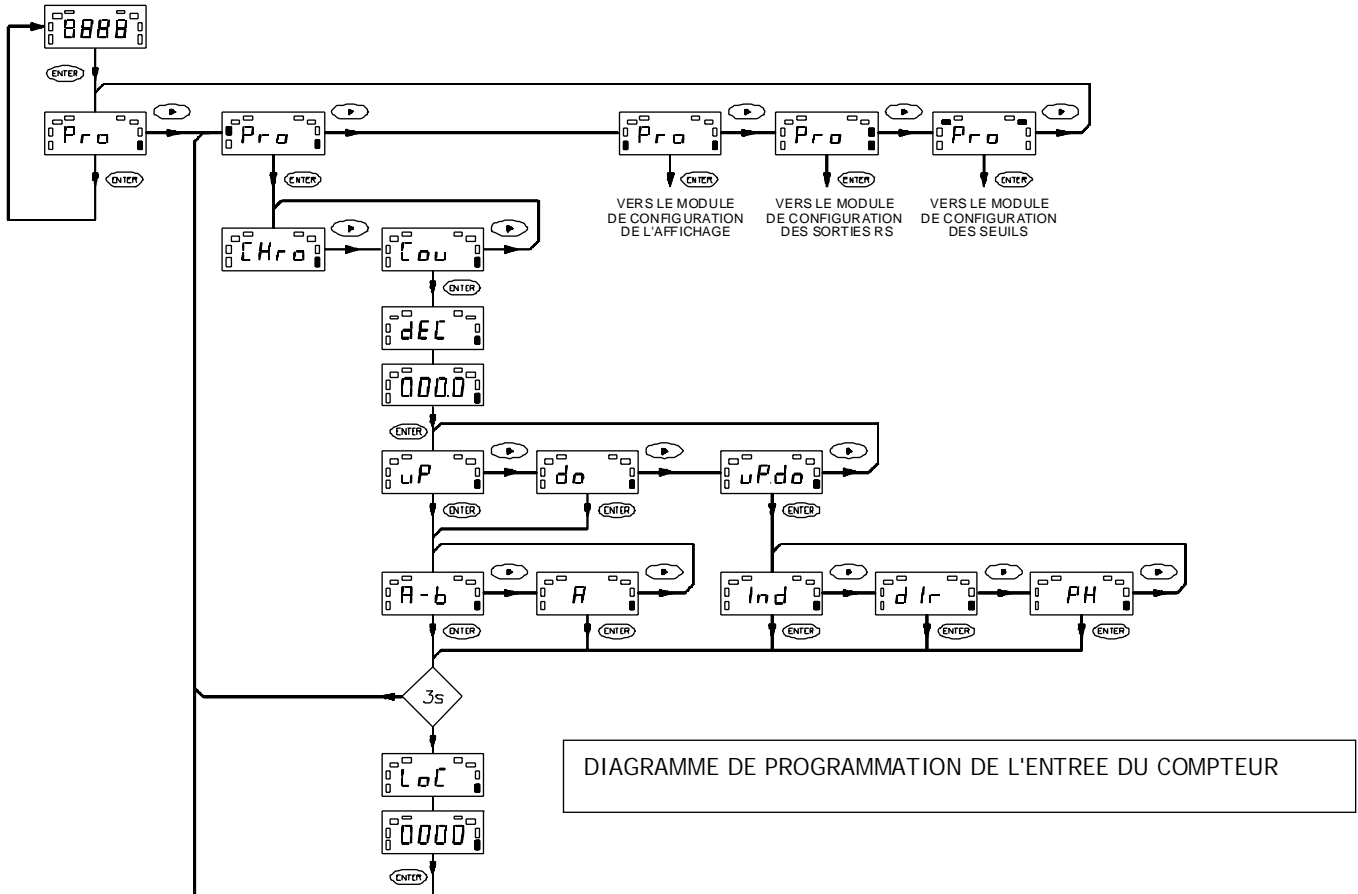 8888
ENTER
Pro
Pro
Pro
Pro
Pro
ENTER
ENTER
ENTER
ENTER
ENTER
VERS LE MODULE
DE CONFIGURATION
DE L'AFFICHAGE
VERS LE MODULE
DE CONFIGURATION
DES SORTIES RS
VERS LE MODULE
DE CONFIGURATION
DES SEUILS
CHro
Cou
ENTER
dEC
000.0
ENTER
uP
do
uP.do
ENTER
ENTER
ENTER
A-b
A
Ind
dIr
PH
ENTER
ENTER
ENTER
ENTER
ENTER
3s
LoC
0000
ENTER
DIAGRAMME DE PROGRAMMATION DE L'ENTREE DU COMPTEUR